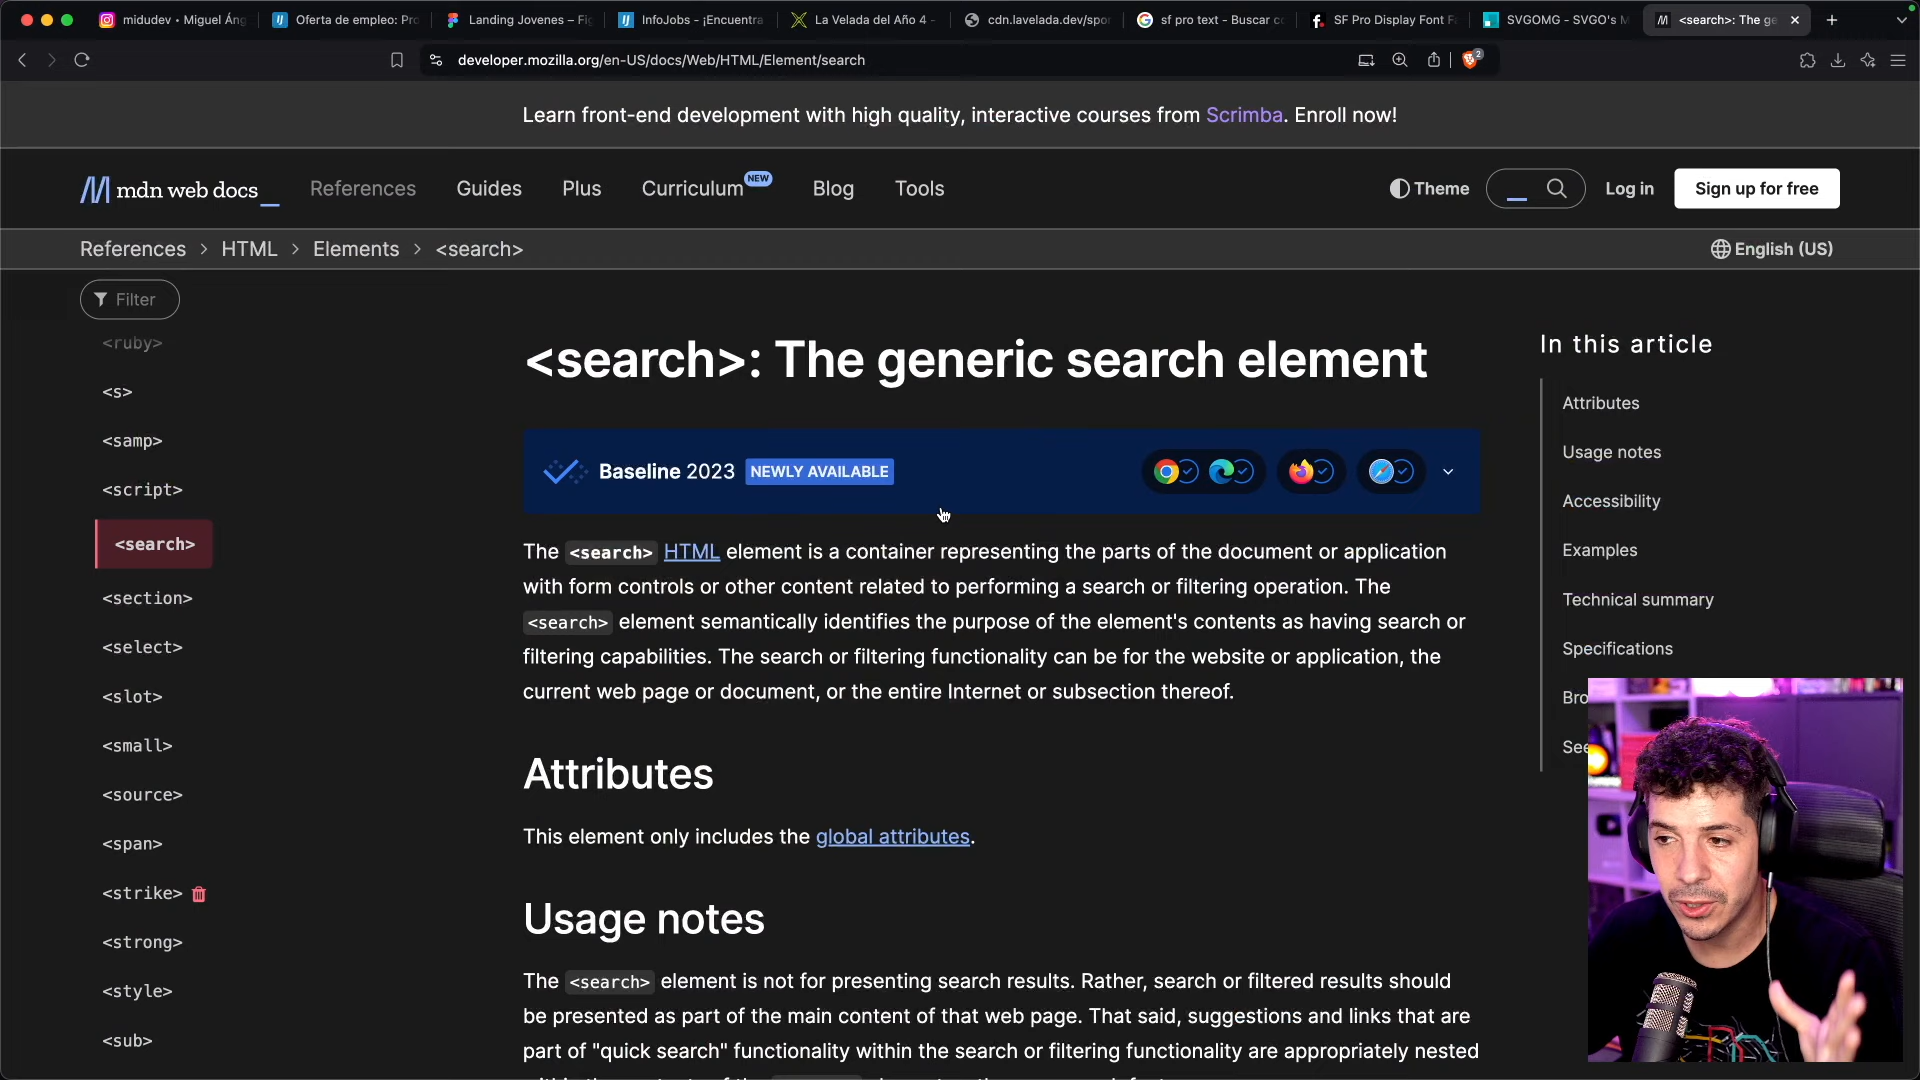 midudev • Miguel Áng
Oferta de empleo: Pro
Landing Jovenes – Fig
InfoJobs - ¡Encuentra
La Velada del Año 4 -
cdn.lavelada.dev/spor
sf pro text - Buscar co
SF Pro Display Font Fa
SVGOMG - SVGO's M
<search>: The ge
developer.mozilla.org/en-US/docs/Web/HTML/Element/search
2
Learn front-end development with high quality, interactive courses from Scrimba. Enroll now!
mdn web docs_
References
Guides
Plus
Curriculum NEW
Blog
Tools
Theme
Log in
Sign up for free
References > HTML > Elements > <search>
English (US)
Filter
<ruby>
<s>
<samp>
<script>
<search>
<section>
<select>
<slot>
<small>
<source>
<span>
<strike>
<strong>
<style>
<sub>
<search>: The generic search element
Baseline 2023 NEWLY AVAILABLE
The <search> HTML element is a container representing the parts of the document or application
with form controls or other content related to performing a search or filtering operation. The
<search> element semantically identifies the purpose of the element's contents as having search or
filtering capabilities. The search or filtering functionality can be for the website or application, the
current web page or document, or the entire Internet or subsection thereof.
Attributes
This element only includes the global attributes.
Usage notes
The <search> element is not for presenting search results. Rather, search or filtered results should
be presented as part of the main content of that web page. That said, suggestions and links that are
part of "quick search" functionality within the search or filtering functionality are appropriately nested
In this article
Attributes
Usage notes
Accessibility
Examples
Technical summary
Specifications
Bro
See